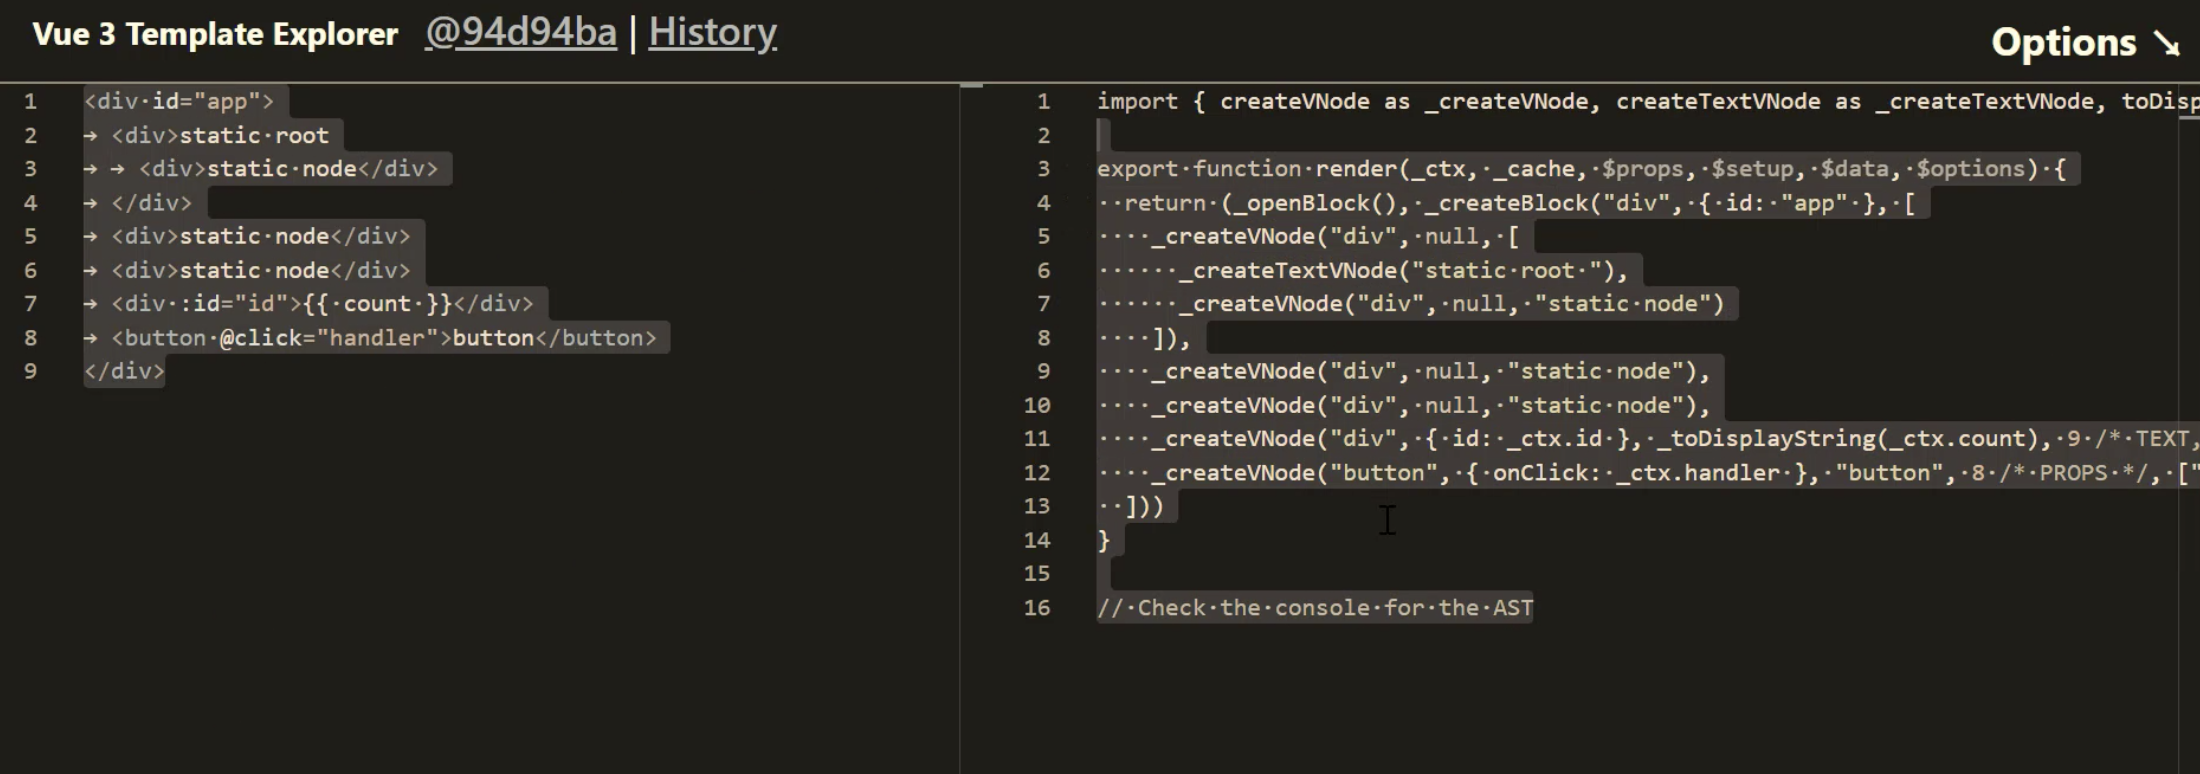 Vue 3 Template Explorer @94d94ba | History
Options ↘
1 <div·id="app">
2 → <div>static·root
3 → → <div>static·node</div>
4 → </div>
5 → <div>static·node</div>
6 → <div>static·node</div>
7 → <div·:id="id">{{·count·}}</div>
8 → <button·@click="handler">button</button>
9 </div>
1 import { createVNode as _createVNode, createTextVNode as _createTextVNode, toDisp
2
3 export·function·render(_ctx,·_cache,·$props,·$setup,·$data,·$options)·{
4 ··return·(_openBlock(),·_createBlock("div",·{·id:·"app"·},·[
5 ····_createVNode("div",·null,·[
6 ······_createTextVNode("static·root·"),
7 ······_createVNode("div",·null,·"static·node")
8 ····]),
9 ····_createVNode("div",·null,·"static·node"),
10 ····_createVNode("div",·null,·"static·node"),
11 ····_createVNode("div",·{·id:·_ctx.id·},·_toDisplayString(_ctx.count),·9·/*·TEXT,
12 ····_createVNode("button",·{·onClick:·_ctx.handler·},·"button",·8·/*·PROPS·*/,·["
13 ··]))
14 }
15
16 //·Check·the·console·for·the·AST